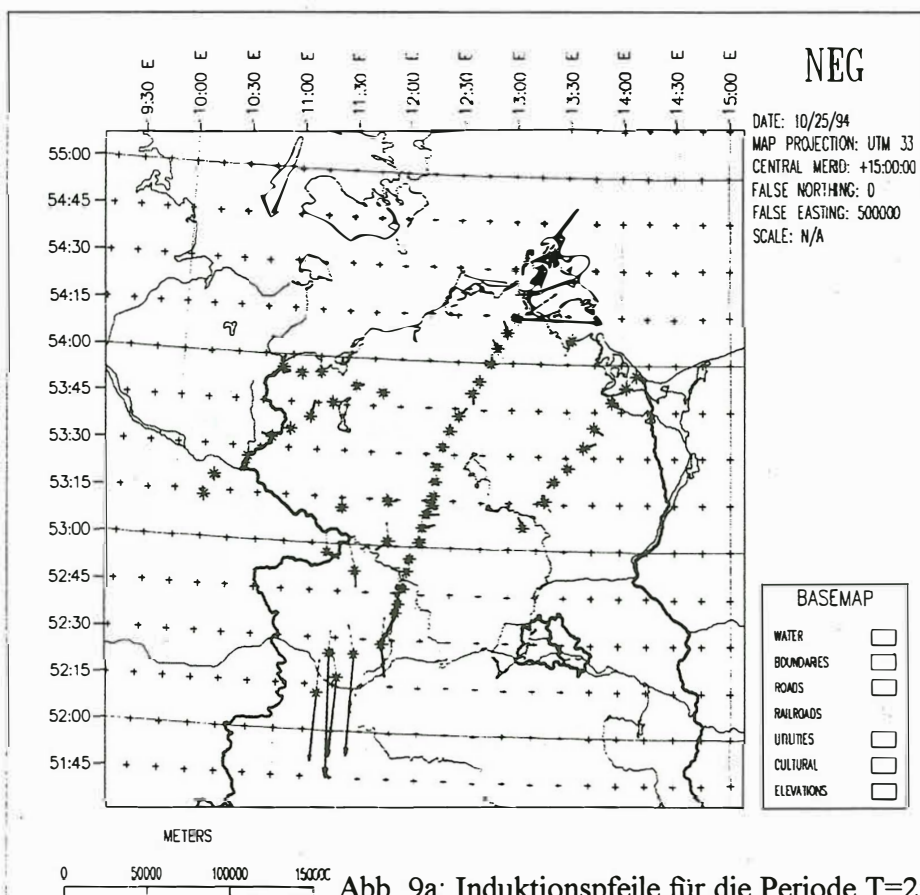 9:30 E
10:00 E
10:30 E
11:00 E
11:30 E
12:00 E
12:30 E
13:00 E
13:30 E
14:00 E
14:30 E
15:00 E
NEG
DATE: 10/25/94
MAP PROJECTION: UTM 33
CENTRAL MERID: +15:00:00
FALSE NORTHING: 0
FALSE EASTING: 500000
SCALE: N/A
55:00
54:45
54:30
54:15
54:00
53:45
53:30
53:15
53:00
52:45
52:30
52:15
52:00
51:45
BASEMAP
WATER
BOUNDARIES
ROADS
RAILROADS
UTILITIES
CULTURAL
ELEVATIONS
METERS
0 50000 100000
Abb. 9a: Induktionspfeile für die Periode T=2